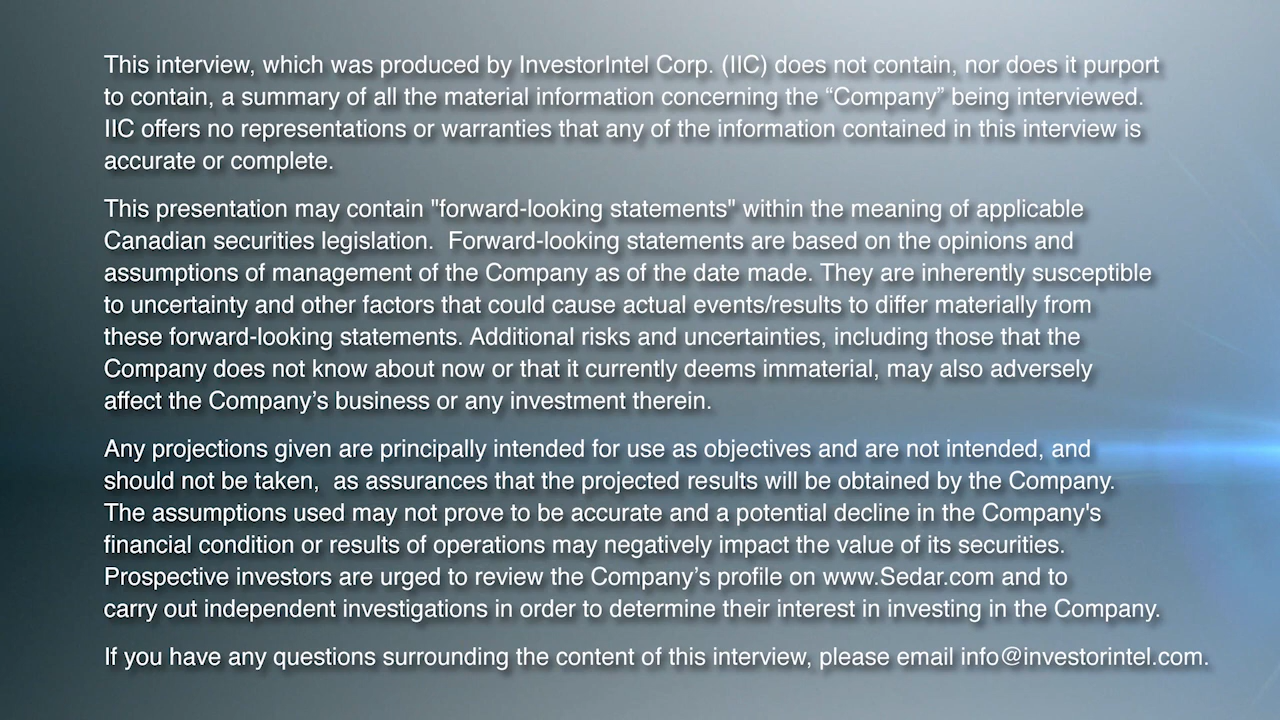 This interview, which was produced by InvestorIntel Corp. (IIC) does not contain, nor does it purport
to contain, a summary of all the material information concerning the “Company” being interviewed.
IIC offers no representations or warranties that any of the information contained in this interview is
accurate or complete.
This presentation may contain "forward-looking statements" within the meaning of applicable
Canadian securities legislation.  Forward-looking statements are based on the opinions and
assumptions of management of the Company as of the date made. They are inherently susceptible
to uncertainty and other factors that could cause actual events/results to differ materially from
these forward-looking statements. Additional risks and uncertainties, including those that the
Company does not know about now or that it currently deems immaterial, may also adversely
affect the Company’s business or any investment therein.
Any projections given are principally intended for use as objectives and are not intended, and
should not be taken,  as assurances that the projected results will be obtained by the Company.
The assumptions used may not prove to be accurate and a potential decline in the Company's
financial condition or results of operations may negatively impact the value of its securities.
Prospective investors are urged to review the Company’s profile on www.Sedar.com and to
carry out independent investigations in order to determine their interest in investing in the Company.
If you have any questions surrounding the content of this interview, please email info@investorintel.com.